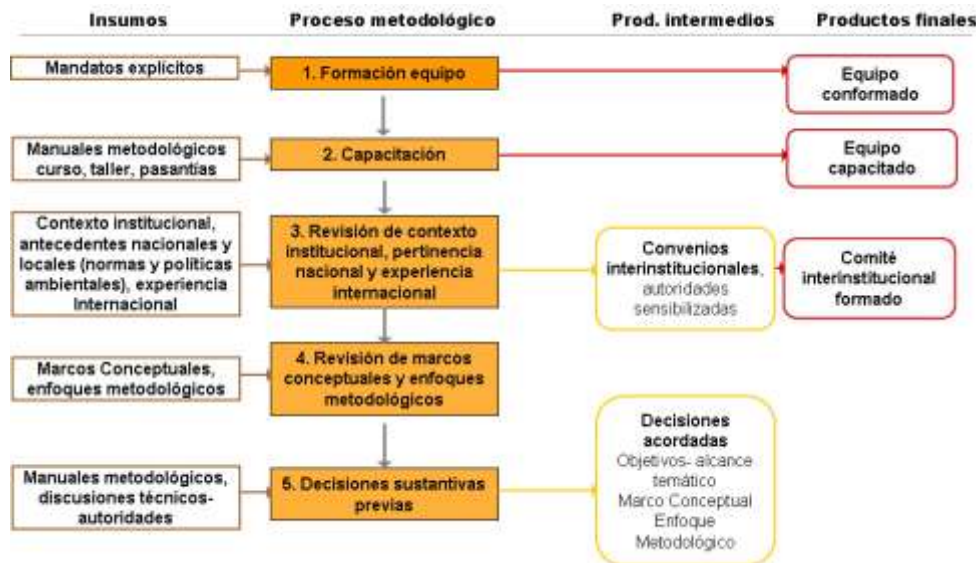 Insumos
Proceso metodológico
Prod. intermedios
Productos finales
Mandatos explícitos
1. Formación equipo
Equipo
conformado
Manuales metodológicos
curso, taller, pasantías
2. Capacitación
Equipo
capacitado
Contexto institucional,
antecedentes nacionales y
locales (normas y políticas
ambientales), experiencia
Internacional
3. Revisión de contexto
institucional, pertinencia
nacional y experiencia
internacional
Convenios
interinstitucionales,
autoridades
sensibilizadas
Comité
interinstitucional
formado
Marcos Conceptuales,
enfoques metodológicos
4. Revisión de marcos
conceptuales y enfoques
metodológicos
Manuales metodológicos,
discusiones técnicos-
autoridades
5. Decisiones sustantivas
previas
Decisiones
acordadas
Objetivos- alcance
temático
Marco Conceptual
Enfoque
Metodológico